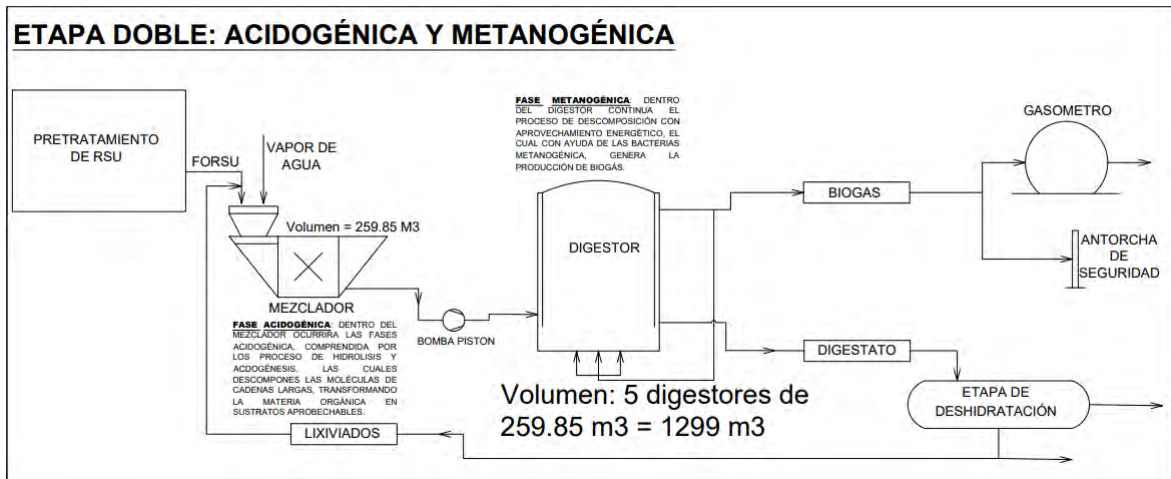 ETAPA DOBLE: ACIDOGÉNICA Y METANOGÉNICA
PRETRATAMIENTO
DE RSU
FORSU
VAPOR DE
AGUA
Volumen = 259.85 M3
MEZCLADOR
FASE ACIDOGÉNICA: DENTRO DEL
MEZCLADOR OCURRIRA LAS FASES
ACIDOGÉNICA, COMPRENDIDA POR
LOS PROCESO DE HIDROLISIS Y
ACDOGÉNESIS, LAS CUALES
DESCOMPONES LAS MOLÉCULAS DE
CADENAS LARGAS, TRANSFORMANDO
LA MATERIA ORGÁNICA EN
SUSTRATOS APROBECHABLES.
BOMBA PISTON
FASE METANOGÉNICA: DENTRO
DEL DIGESTOR CONTINUA EL
PROCESO DE DESCOMPOSICIÓN CON
APROVECHAMIENTO ENERGÉTICO, EL
CUAL CON AYUDA DE LAS BACTERIAS
METANOGÉNICA, GENERA LA
PRODUCCIÓN DE BIOGÁS.
DIGESTOR
Volumen: 5 digestores de
259.85 m3 = 1299 m3
BIOGAS
GASOMETRO
ANTORCHA
DE
SEGURIDAD
DIGESTATO
ETAPA DE
DESHIDRATACIÓN
LIXIVIADOS